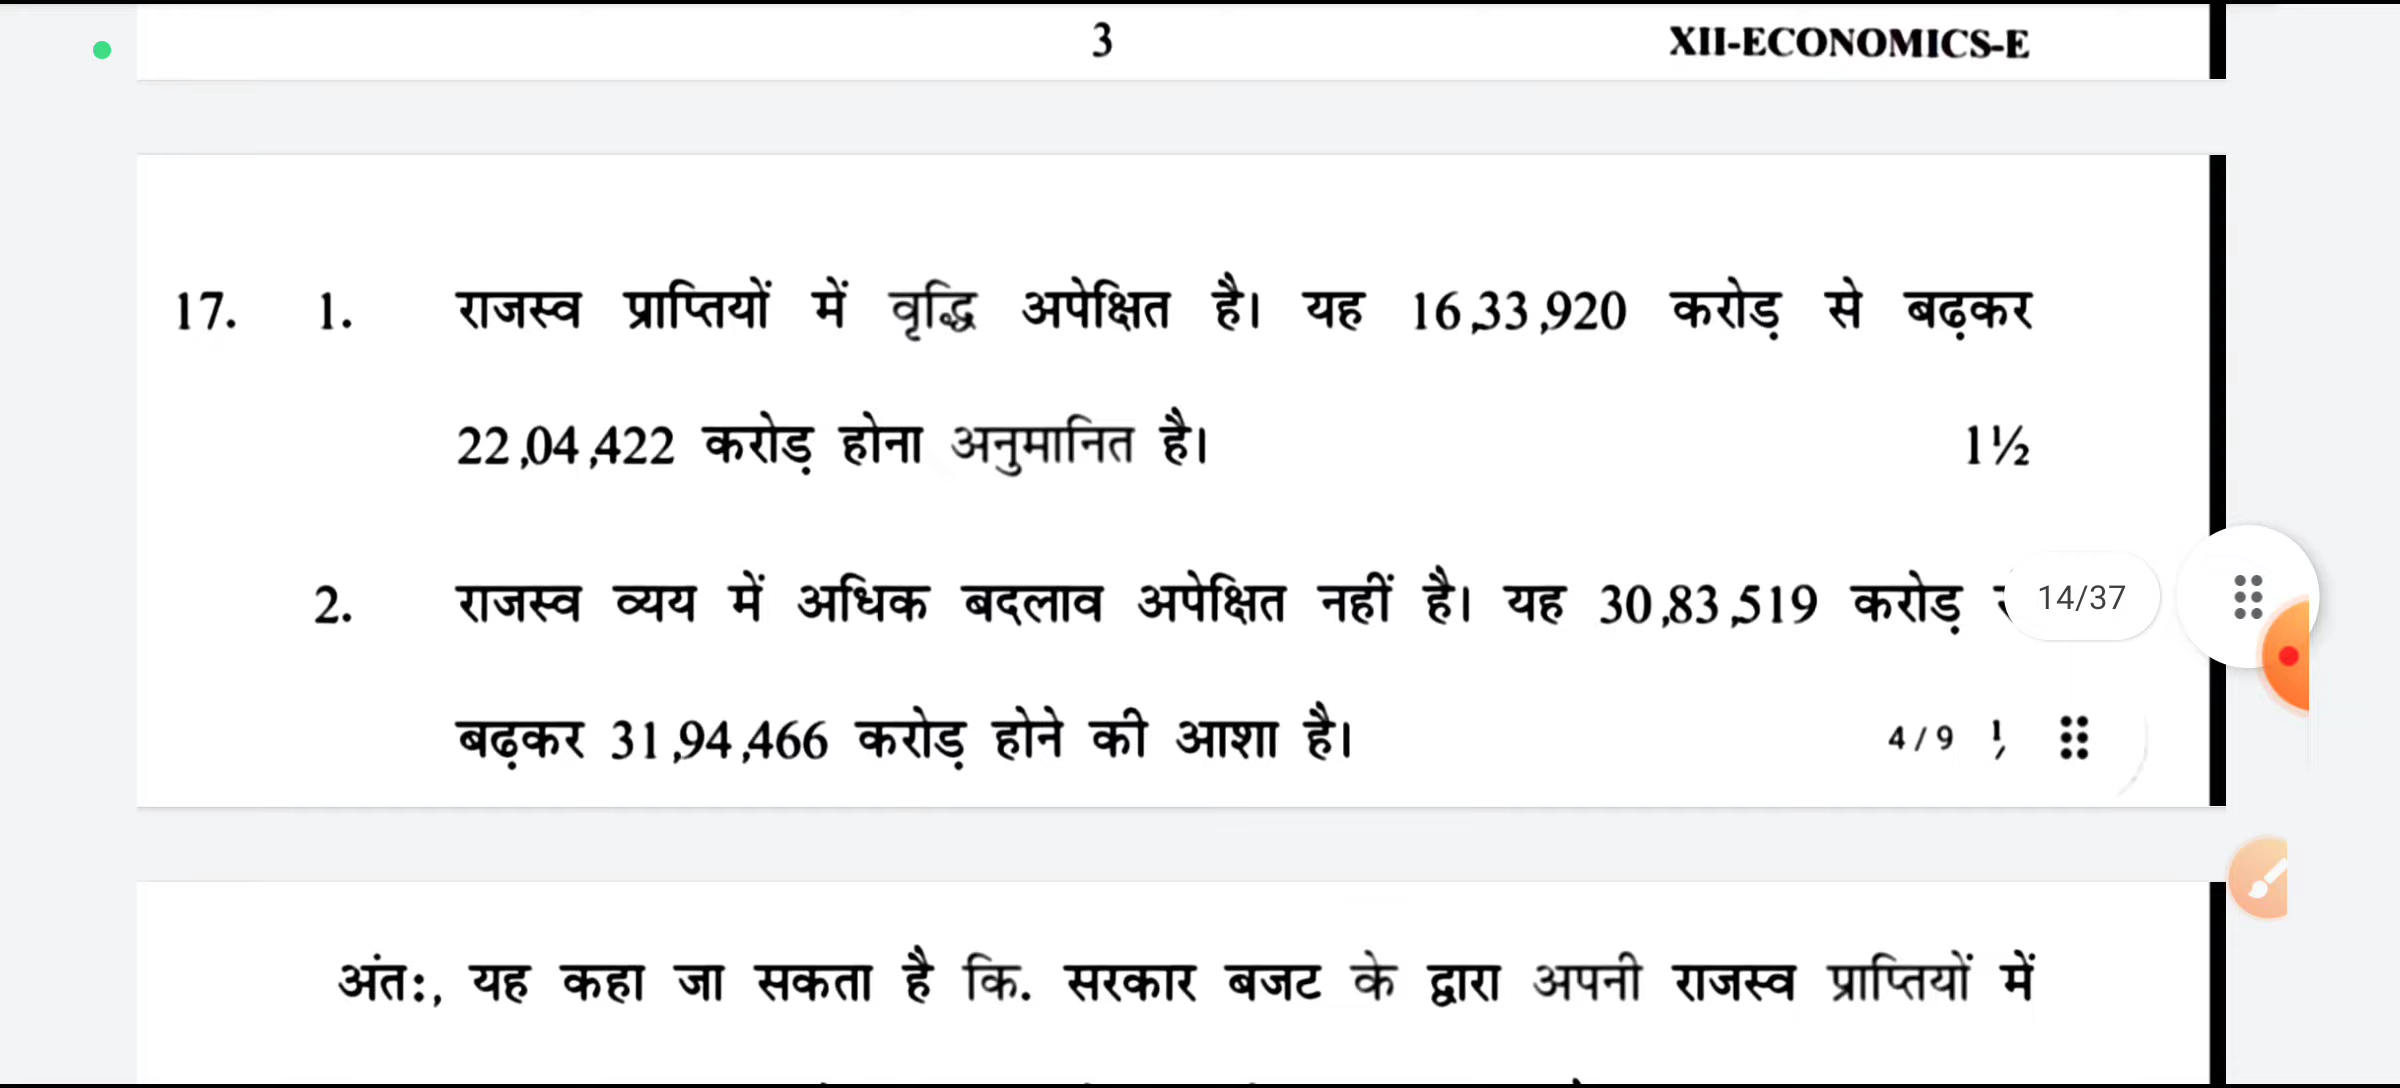 3 XII-ECONOMICS-E
17. 1. राजस्व प्राप्तियों में वृद्धि अपेक्षित है। यह 16,33,920 करोड़ से बढ़कर
22,04,422 करोड़ होना अनुमानित है। 1½
2. राजस्व व्यय में अधिक बदलाव अपेक्षित नहीं है। यह 30,83,519 करोड़
14/37
बढ़कर 31,94,466 करोड़ होने की आशा है।
4 / 9
अंत:, यह कहा जा सकता है कि. सरकार बजट के द्वारा अपनी राजस्व प्राप्तियों में